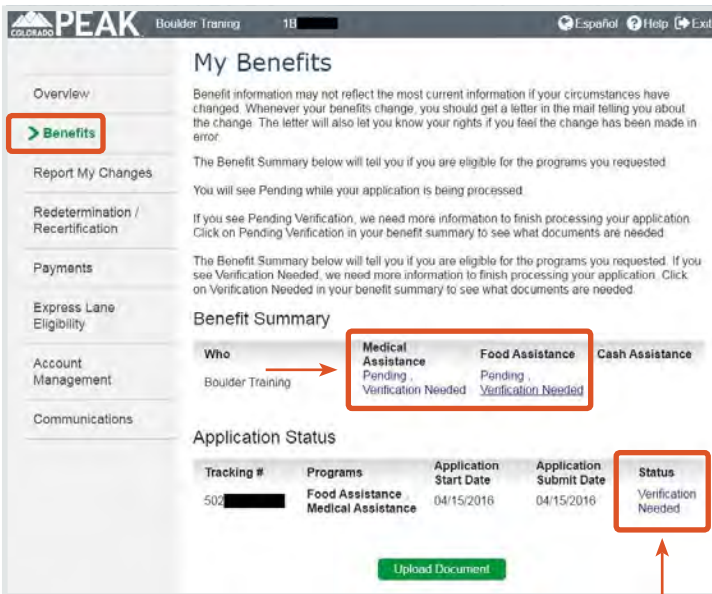 COLORADO PEAK Boulder Traning 1B Español Help Exit
My Benefits
Overview
Benefits
Report My Changes
Redetermination /
Recertification
Payments
Express Lane
Eligibility
Account
Management
Communications
Benefit information may not reflect the most current information if your circumstances have
changed. Whenever your benefits change, you should get a letter in the mail telling you about
the change. The letter will also let you know your rights if you feel the change has been made in
error.
The Benefit Summary below will tell you if you are eligible for the programs you requested.
You will see Pending while your application is being processed.
If you see Pending Verification, we need more information to finish processing your application.
Click on Pending Verification in your benefit summary to see what documents are needed.
The Benefit Summary below will tell you if you are eligible for the programs you requested. If you
see Verification Needed, we need more information to finish processing your application. Click
on Verification Needed in your benefit summary to see what documents are needed.
Benefit Summary
Who Medical Assistance Food Assistance Cash Assistance
Boulder Training Pending , Verification Needed Pending , Verification Needed
Application Status
Tracking # Programs Application Start Date Application Submit Date Status
502 Food Assistance Medical Assistance 04/15/2016 04/15/2016 Verification Needed
Upload Document